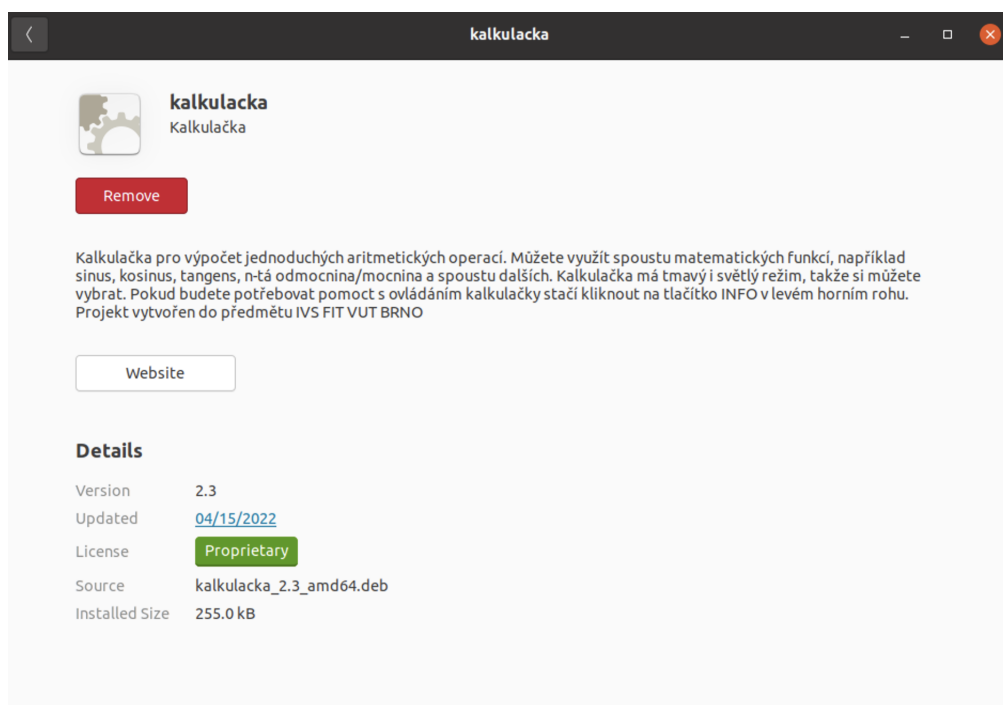 kalkulacka
kalkulacka
Kalkulačka
Remove
Kalkulačka pro výpočet jednoduchých aritmetických operací. Můžete využít spoustu matematických funkcí, například
sinus, kosinus, tangens, n-tá odmocnina/mocnina a spoustu dalších. Kalkulačka má tmavý i světlý režim, takže si můžete
vybrat. Pokud budete potřebovat pomoct s ovládáním kalkulačky stačí kliknout na tlačítko INFO v levém horním rohu.
Projekt vytvořen do předmětu IVS FIT VUT BRNO
Website
Details
Version 2.3
Updated 04/15/2022
License Proprietary
Source kalkulacka_2.3_amd64.deb
Installed Size 255.0 kB